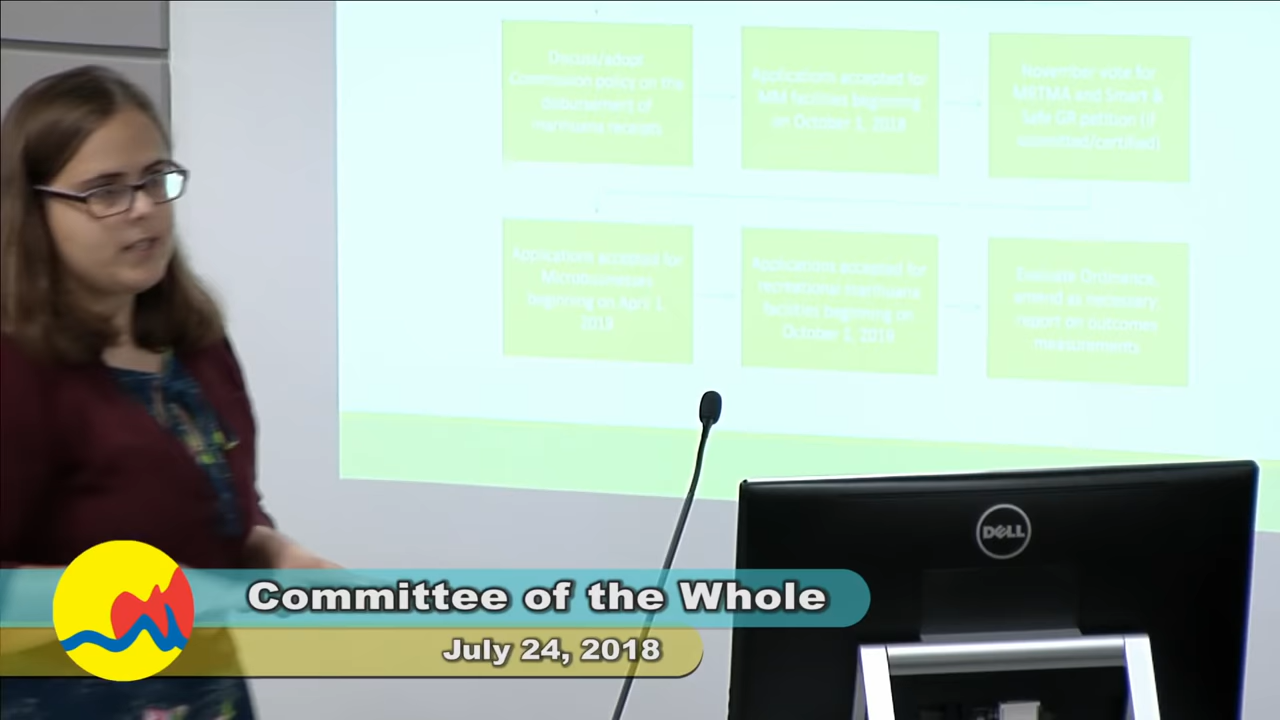 Discuss/adopt
Commission policy on the
disbursement of
marijuana receipts
Applications accepted for
MM facilities beginning
on October 1, 2018
November vote for
MRTMA and Smart &
Safe GR petition (if
submitted/certified)
Applications accepted for
Microbusinesses
beginning on April 1,
2019
Applications accepted for
recreational marijuana
facilities beginning on
October 1, 2019
Evaluate Ordinance,
amend as necessary;
report on outcomes
measurements
DELL
Committee of the Whole
July 24, 2018